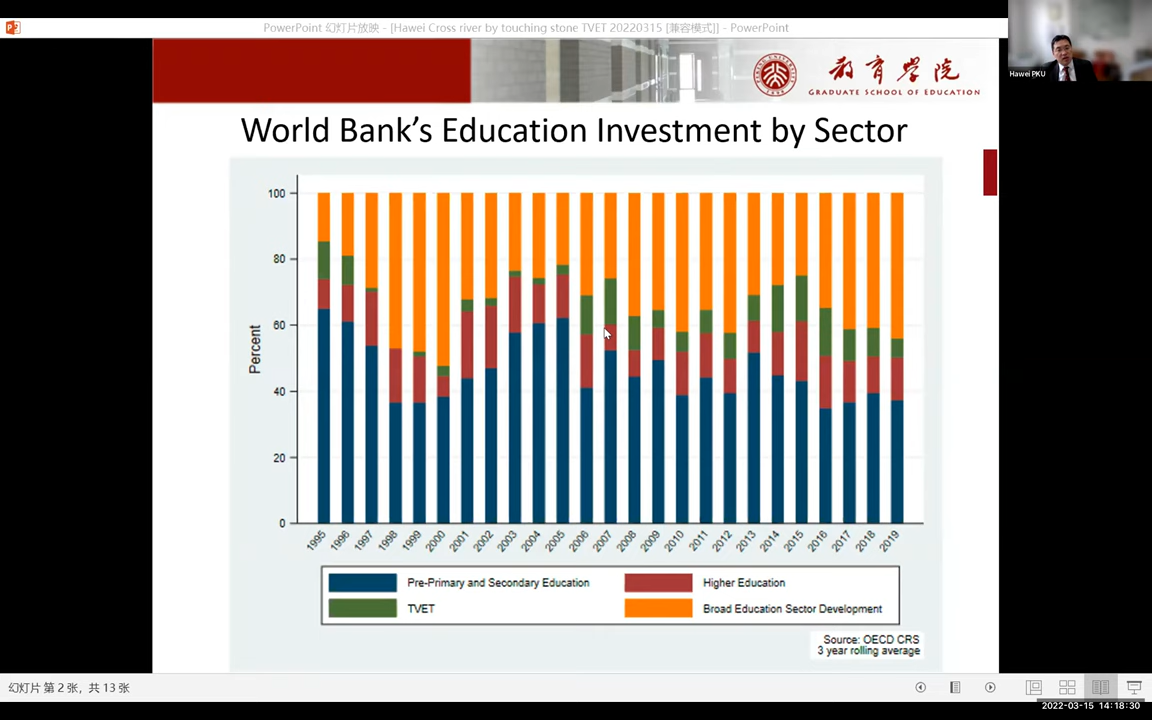 PowerPoint 幻灯片放映 - [Hawei Cross river by touching stone TVET 20220315 [兼容模式]] - PowerPoint
Hawei PKU
教育学院
GRADUATE SCHOOL OF EDUCATION
World Bank's Education Investment by Sector
Percent
100
80
60
40
20
0
1995 1996 1997 1998 1999 2000 2001 2002 2003 2004 2005 2006 2007 2008 2009 2010 2011 2012 2013 2014 2015 2016 2017 2018 2019
Pre-Primary and Secondary Education
Higher Education
TVET
Broad Education Sector Development
Source: OECD CRS
3 year rolling average
幻灯片 第 2 张，共 13 张
2022-03-15 14:18:30